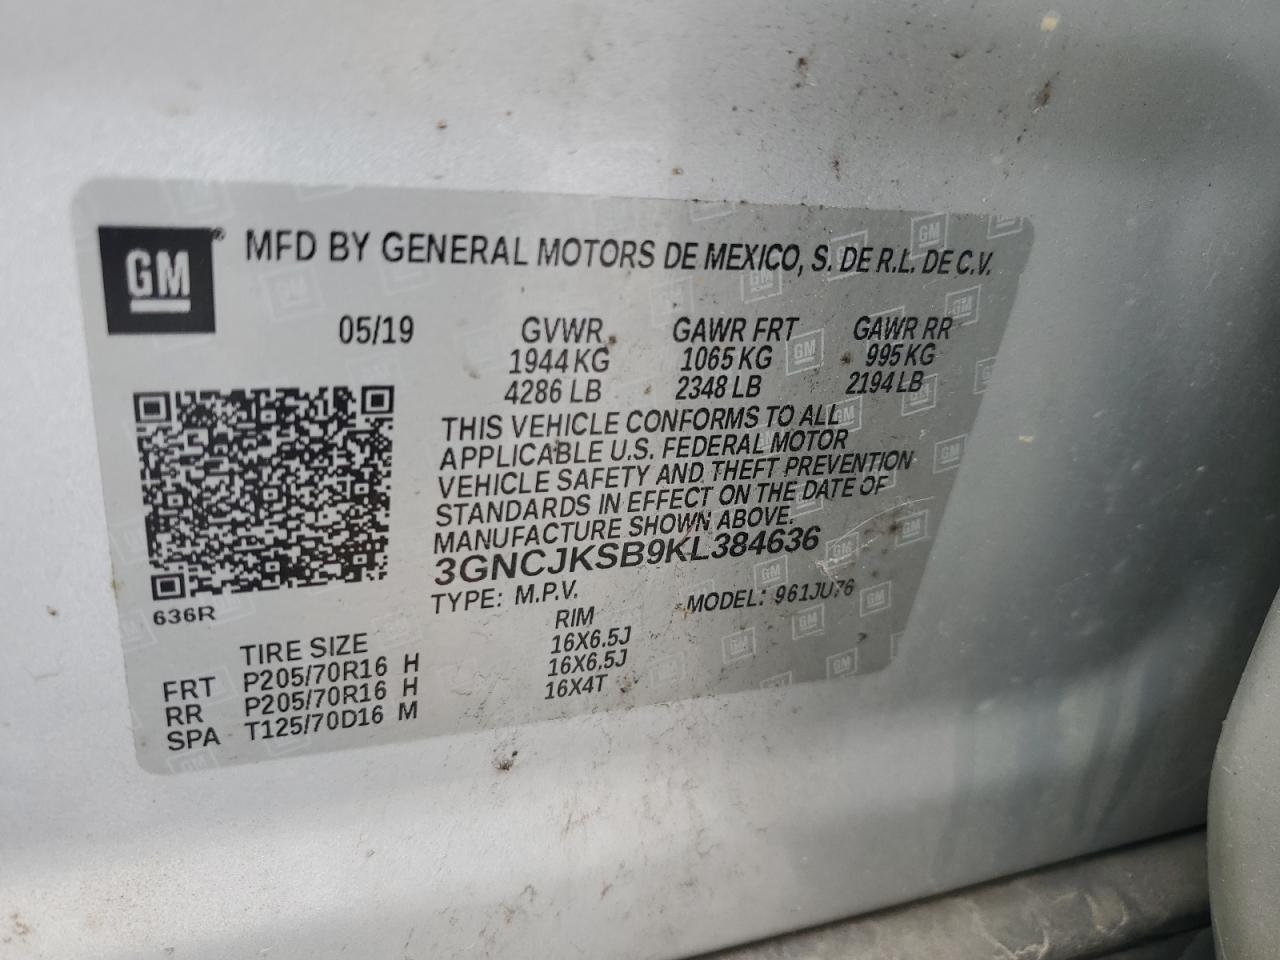 GM® MFD BY GENERAL MOTORS DE MEXICO, S. DE R.L. DE C.V.
05/19 GVWR GAWR FRT GAWR RR
1944 KG 1065 KG 995 KG
4286 LB 2348 LB 2194 LB
THIS VEHICLE CONFORMS TO ALL
APPLICABLE U.S. FEDERAL MOTOR
VEHICLE SAFETY AND THEFT PREVENTION
STANDARDS IN EFFECT ON THE DATE OF
MANUFACTURE SHOWN ABOVE.
3GNCJKSB9KL384636
TYPE: M.P.V. MODEL: 961JU76
636R
TIRE SIZE RIM
FRT P205/70R16 H 16X6.5J
RR P205/70R16 H 16X6.5J
SPA T125/70D16 M 16X4T